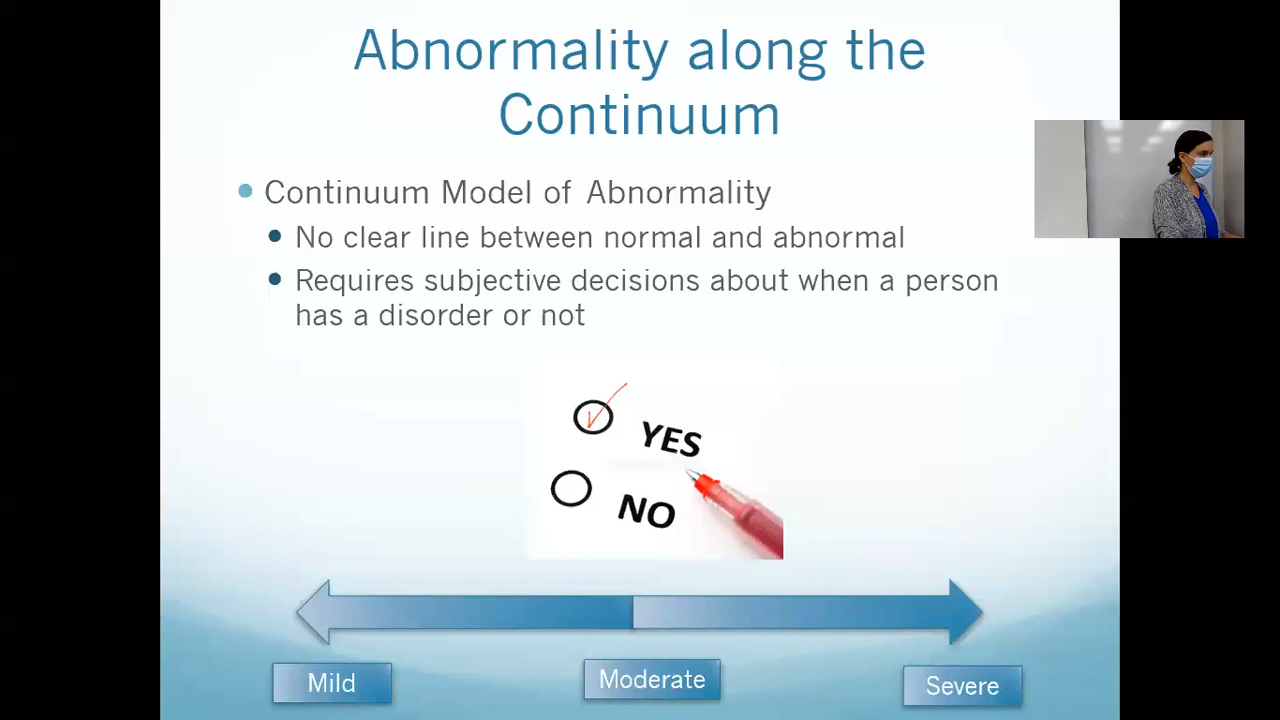 Abnormality along the
Continuum
Continuum Model of Abnormality
No clear line between normal and abnormal
Requires subjective decisions about when a person
has a disorder or not
YES
NO
Mild
Moderate
Severe